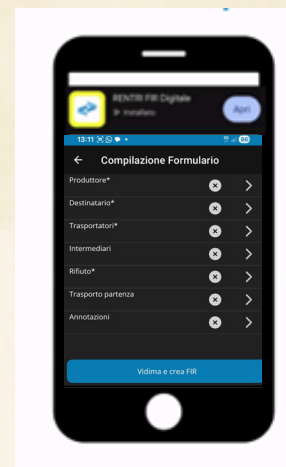 RENTRI FIR Digitale
Installato
Apri
13:11
66
Compilazione Formulario
Produttore*
Destinatario*
Trasportatori*
Intermediari
Rifiuto*
Trasporto partenza
Annotazioni
Vidima e crea FIR